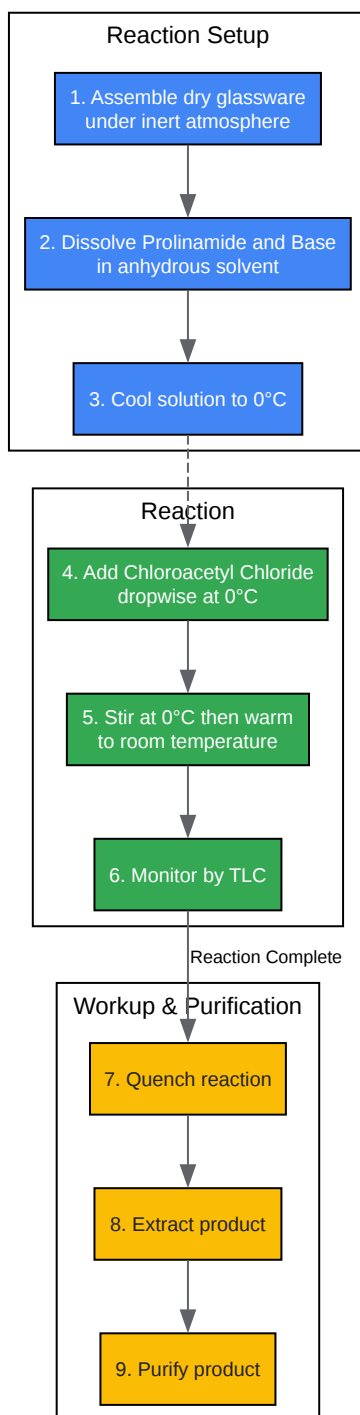 Reaction Setup
1. Assemble dry glassware
under inert atmosphere
2. Dissolve Prolinamide and Base
in anhydrous solvent
3. Cool solution to 0°C
Reaction
4. Add Chloroacetyl Chloride
dropwise at 0°C
5. Stir at 0°C then warm
to room temperature
6. Monitor by TLC
Reaction Complete
Workup & Purification
7. Quench reaction
8. Extract product
9. Purify product